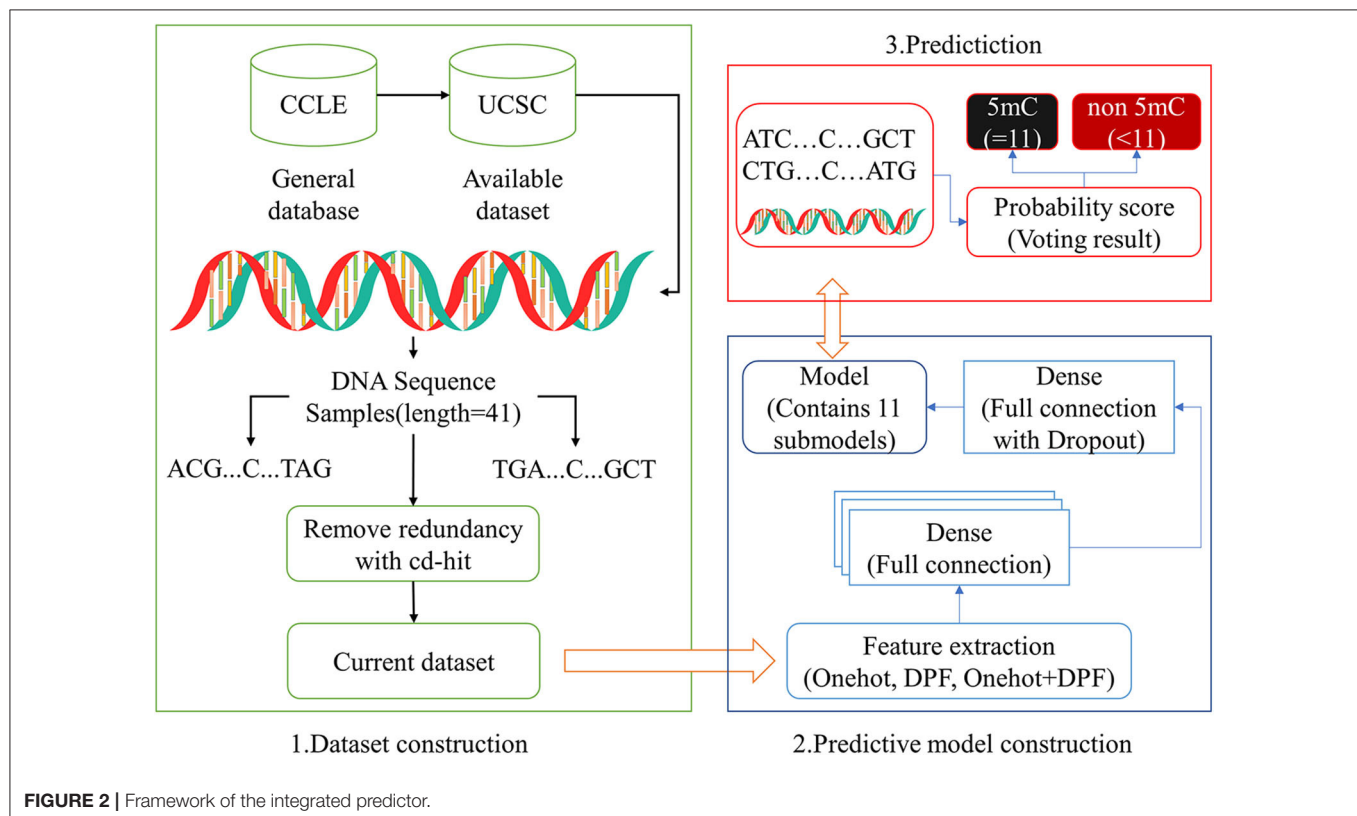 CCLE
UCSC
General
database
Available
dataset
DNA Sequence
Samples(length=41)
ACG...C...TAG
TGA...C...GCT
Remove redundancy
with cd-hit
Current dataset
1.Dataset construction
3.Predictiction
ATC...C...GCT
CTG...C...ATG
5mC
(=11)
non 5mC
(<11)
Probability score
(Voting result)
Model
(Contains 11
submodels)
Dense
(Full connection
with Dropout)
Dense
(Full connection)
Feature extraction
(Onehot, DPF, Onehot+DPF)
2.Predictive model construction
FIGURE 2 | Framework of the integrated predictor.